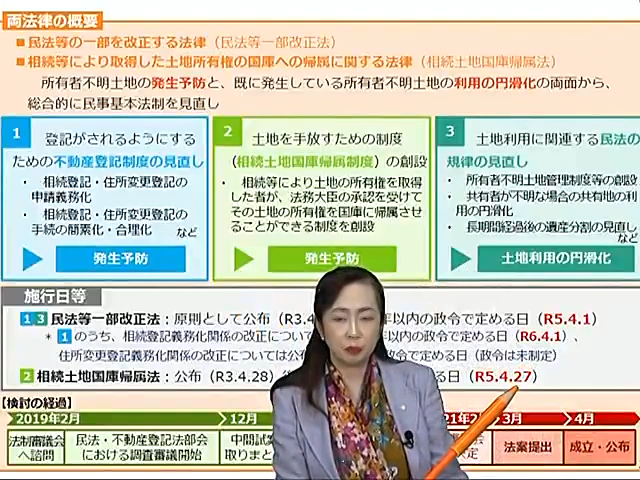 両法律の概要
■ 民法等の一部を改正する法律（民法等一部改正法）
■ 相続等により取得した土地所有権の国庫への帰属に関する法律（相続土地国庫帰属法）
所有者不明土地の発生予防と、既に発生している所有者不明土地の利用の円滑化の両面から、
総合的に民事基本法制を見直し
1 登記がされるようにする
ための不動産登記制度の見直し
・ 相続登記・住所変更登記の
申請義務化
・ 相続登記・住所変更登記の
手続の簡素化・合理化 など
発生予防
2 土地を手放すための制度
（相続土地国庫帰属制度）の創設
・ 相続等により土地の所有権を取得
した者が、法務大臣の承認を受けて
その土地の所有権を国庫に帰属させ
ることができる制度を創設
発生予防
3 土地利用に関連する民法の
規律の見直し
・ 所有者不明土地管理制度等の創設
・ 共有者が不明な場合の共有地の利
用の円滑化
・ 長期間経過後の遺産分割の見直し
など
土地利用の円滑化
施行日等
1 3 民法等一部改正法：原則として公布（R3.4 年以内の政令で定める日（R5.4.1）
* 1のうち、相続登記義務化関係の改正について 年以内の政令で定める日（R6.4.1）、
住所変更登記義務化関係の改正については公布 政令で定める日（政令は未制定）
2 相続土地国庫帰属法：公布（R3.4.28） める日（R5.4.27）
【検討の経過】
2019年2月 12月 21年2月 3月 4月
法制審議会
へ諮問
民法・不動産登記法部会
における調査審議開始
中間試案
取りまと
法案提出
成立・公布